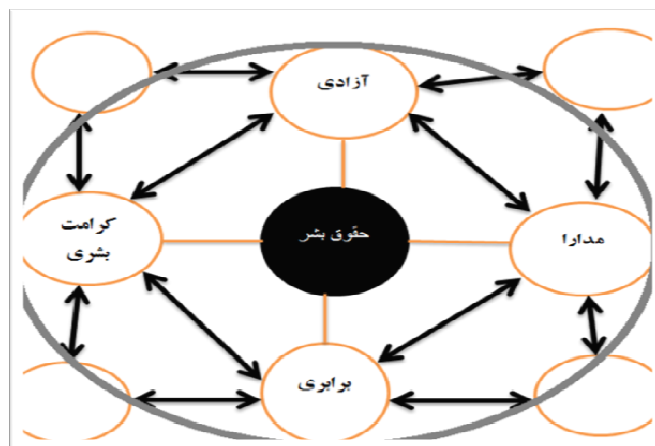 آزادی
کرامت
بشری
حقوق بشر
مدارا
برابری